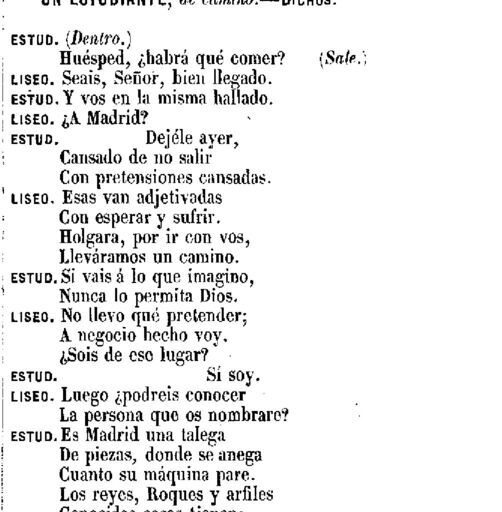 UN ESTUDIANTE, de camino.—DICHOS.
ESTUD. (Dentro.)
Huésped, ¿habrá qué comer? (Sale.)
LISEO. Seais, Señor, bien llegado.
ESTUD. Y vos en la misma hallado.
LISEO. ¿A Madrid?
ESTUD. Dejéle ayer,
Cansado de no salir
Con pretensiones cansadas.
LISEO. Esas van adjetivadas
Con esperar y sufrir.
Holgara, por ir con vos,
Lleváramos un camino.
ESTUD. Si vais á lo que imagino,
Nunca lo permita Dios.
LISEO. No llevo qué pretender;
A negocio hecho voy.
¿Sois de ese lugar?
ESTUD. Sí soy.
LISEO. Luego ¿podreis conocer
La persona que os nombrare?
ESTUD. Es Madrid una talega
De piezas, donde se anega
Cuanto su máquina pare.
Los reyes, Roques y arfiles